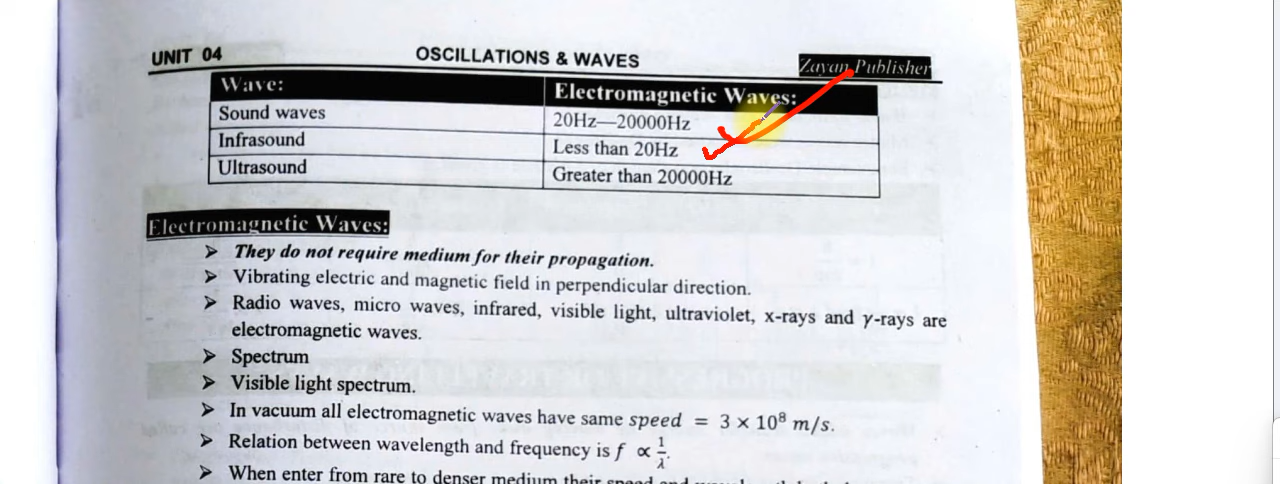 UNIT 04
OSCILLATIONS & WAVES
Zayan Publisher
Wave: Electromagnetic Waves:
Sound waves 20Hz—20000Hz
Infrasound Less than 20Hz
Ultrasound Greater than 20000Hz
Electromagnetic Waves:
➤ They do not require medium for their propagation.
➤ Vibrating electric and magnetic field in perpendicular direction.
➤ Radio waves, micro waves, infrared, visible light, ultraviolet, x-rays and γ-rays are
electromagnetic waves.
➤ Spectrum
➤ Visible light spectrum.
➤ In vacuum all electromagnetic waves have same speed = 3 × 10⁸ m/s.
➤ Relation between wavelength and frequency is f ∝ 1/λ.
➤ When enter from rare to denser medium their speed and